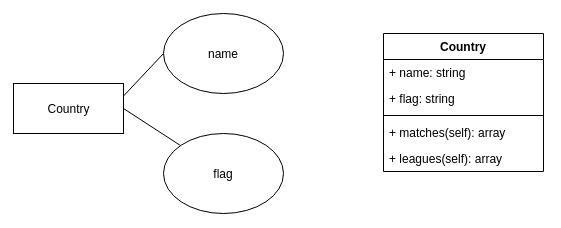 name
Country
flag
Country
+ name: string
+ flag: string
+ matches(self): array
+ leagues(self): array